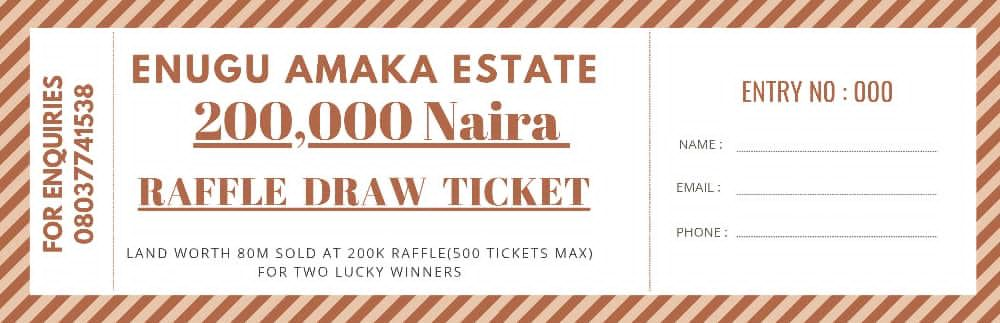 FOR ENQUIRIES
08037741538
ENUGU AMAKA ESTATE
200,000 Naira
RAFFLE DRAW TICKET
LAND WORTH 80M SOLD AT 200K RAFFLE(500 TICKETS MAX)
FOR TWO LUCKY WINNERS
ENTRY NO : 000
NAME :
EMAIL :
PHONE :